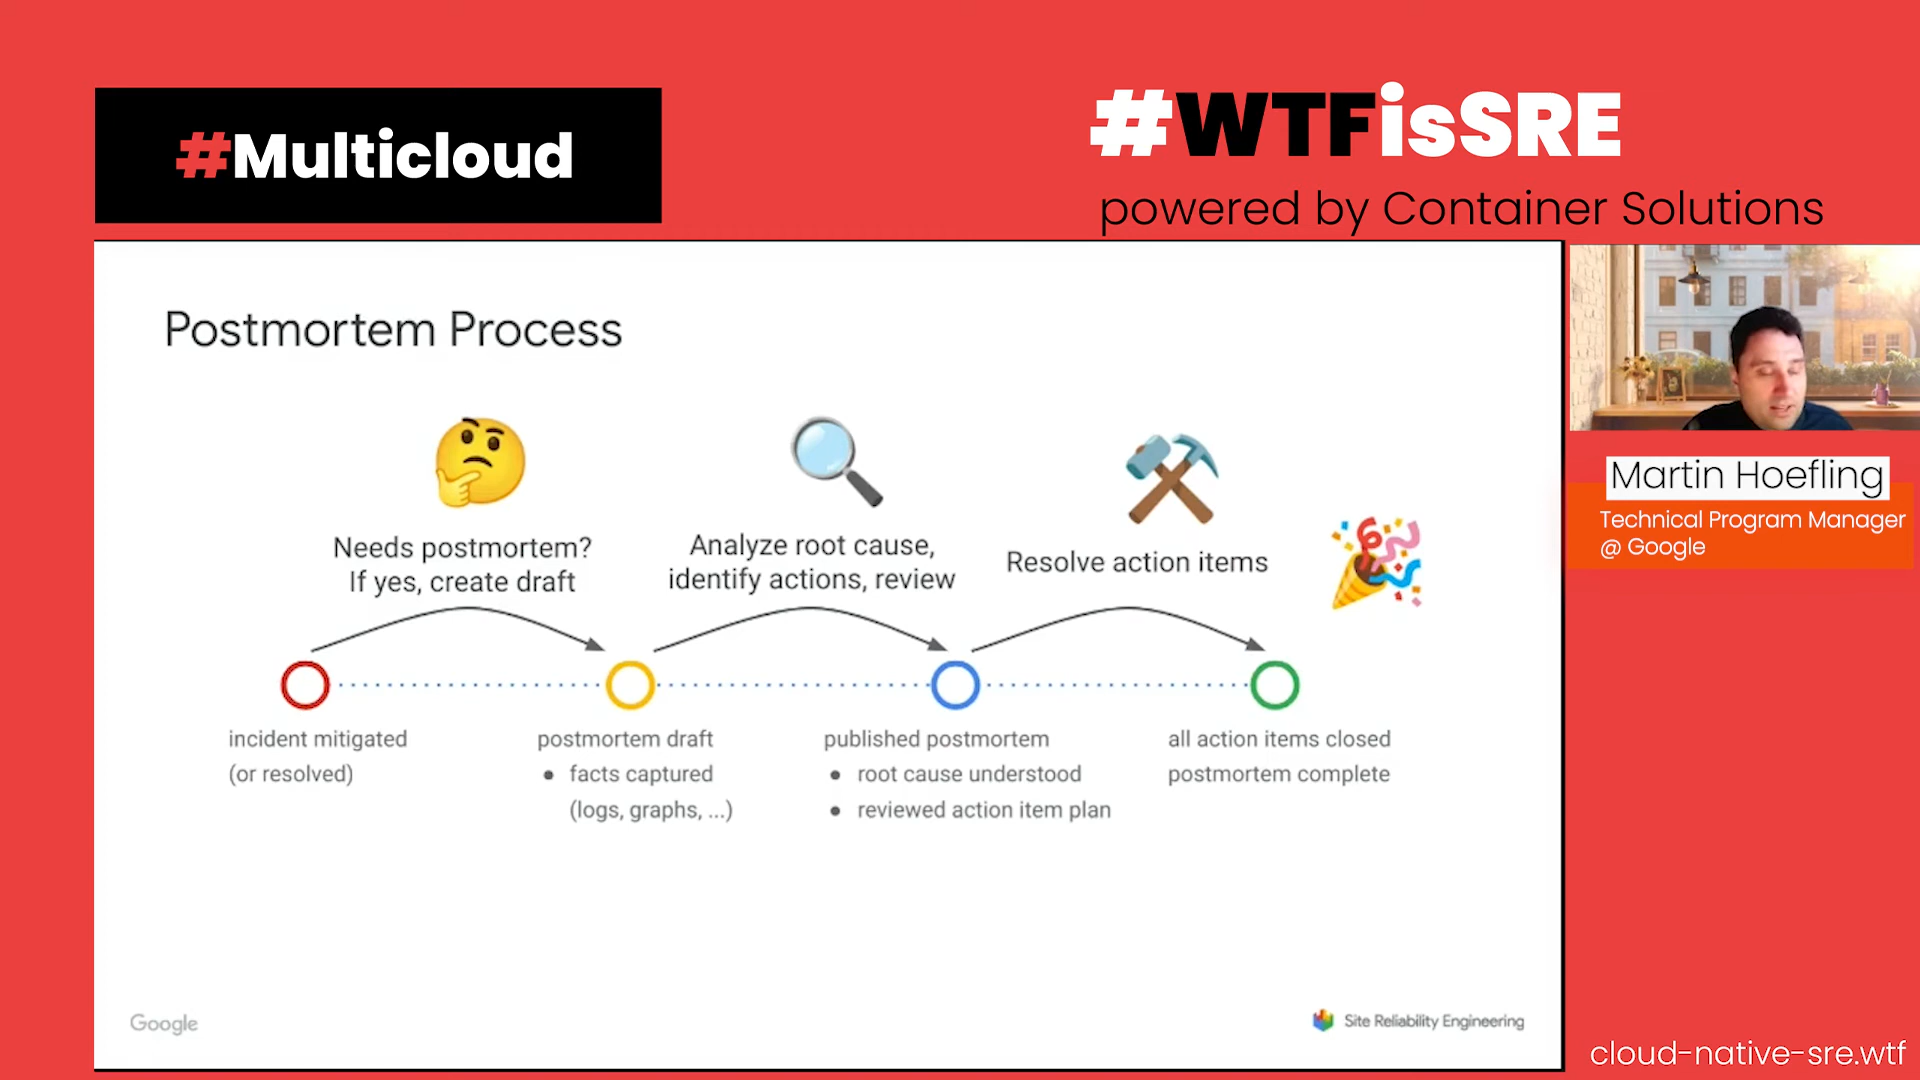 #Multicloud
#WTFisSRE
powered by Container Solutions
Postmortem Process
Needs postmortem?
If yes, create draft
Analyze root cause,
identify actions, review
Resolve action items
incident mitigated
(or resolved)
postmortem draft
• facts captured
(logs, graphs, ...)
published postmortem
• root cause understood
• reviewed action item plan
all action items closed
postmortem complete
Google
Site Reliability Engineering
Martin Hoefling
Technical Program Manager
@ Google
cloud-native-sre.wtf